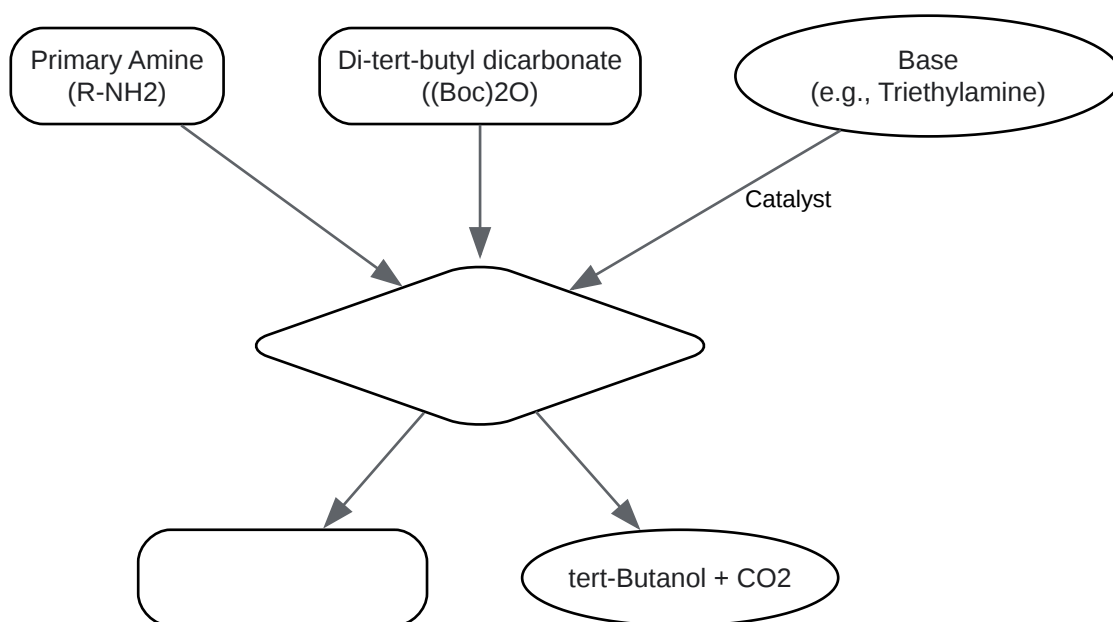 Primary Amine
(R-NH2)
Di-tert-butyl dicarbonate
((Boc)2O)
Base
(e.g., Triethylamine)
Catalyst
tert-Butanol + CO2